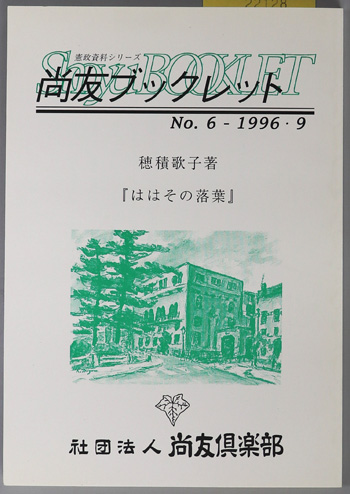 22128
憲政資料シリーズ
Shoyu BOOKLET
尚友ブックレット
No. 6 - 1996・9
穂積歌子著
『ははその落葉』
社団法人 尚友倶楽部